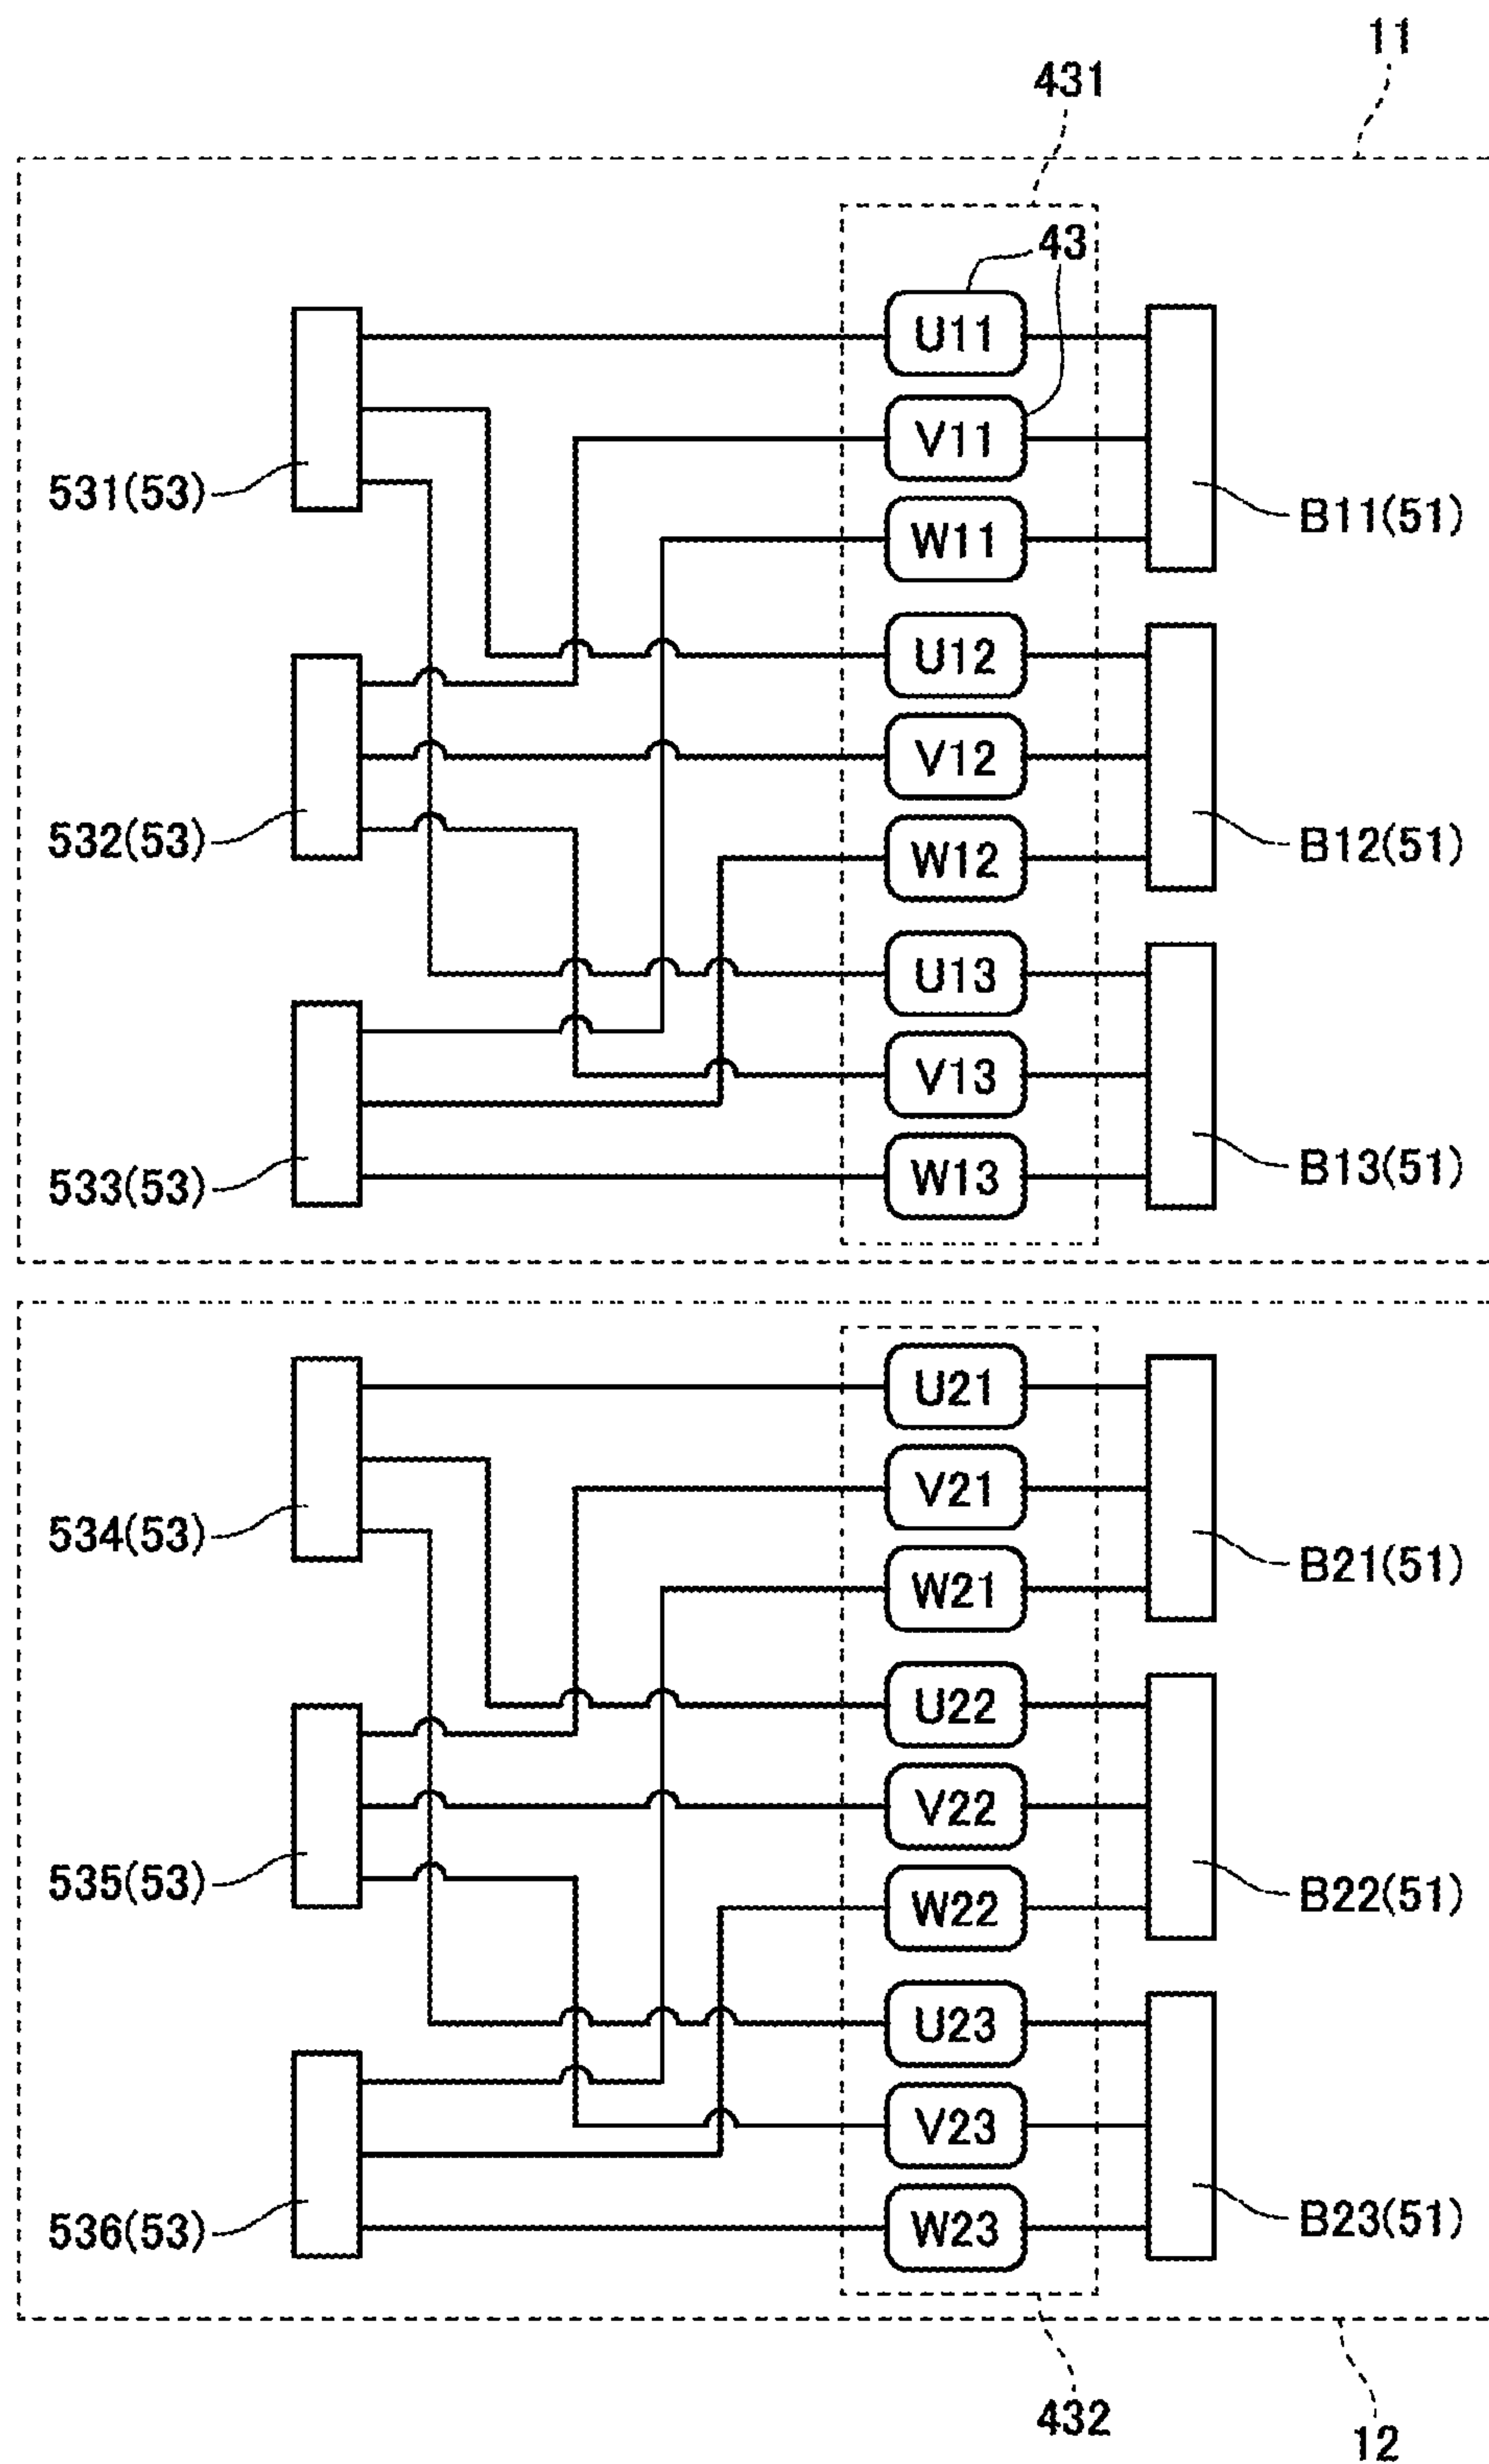 11
431
43
U11
V11
531(53)
B11(51)
W11
U12
V12
532(53)
B12(51)
W12
U13
V13
533(53)
B13(51)
W13
U21
V21
534(53)
B21(51)
W21
U22
V22
535(53)
B22(51)
W22
U23
V23
536(53)
B23(51)
W23
432
12